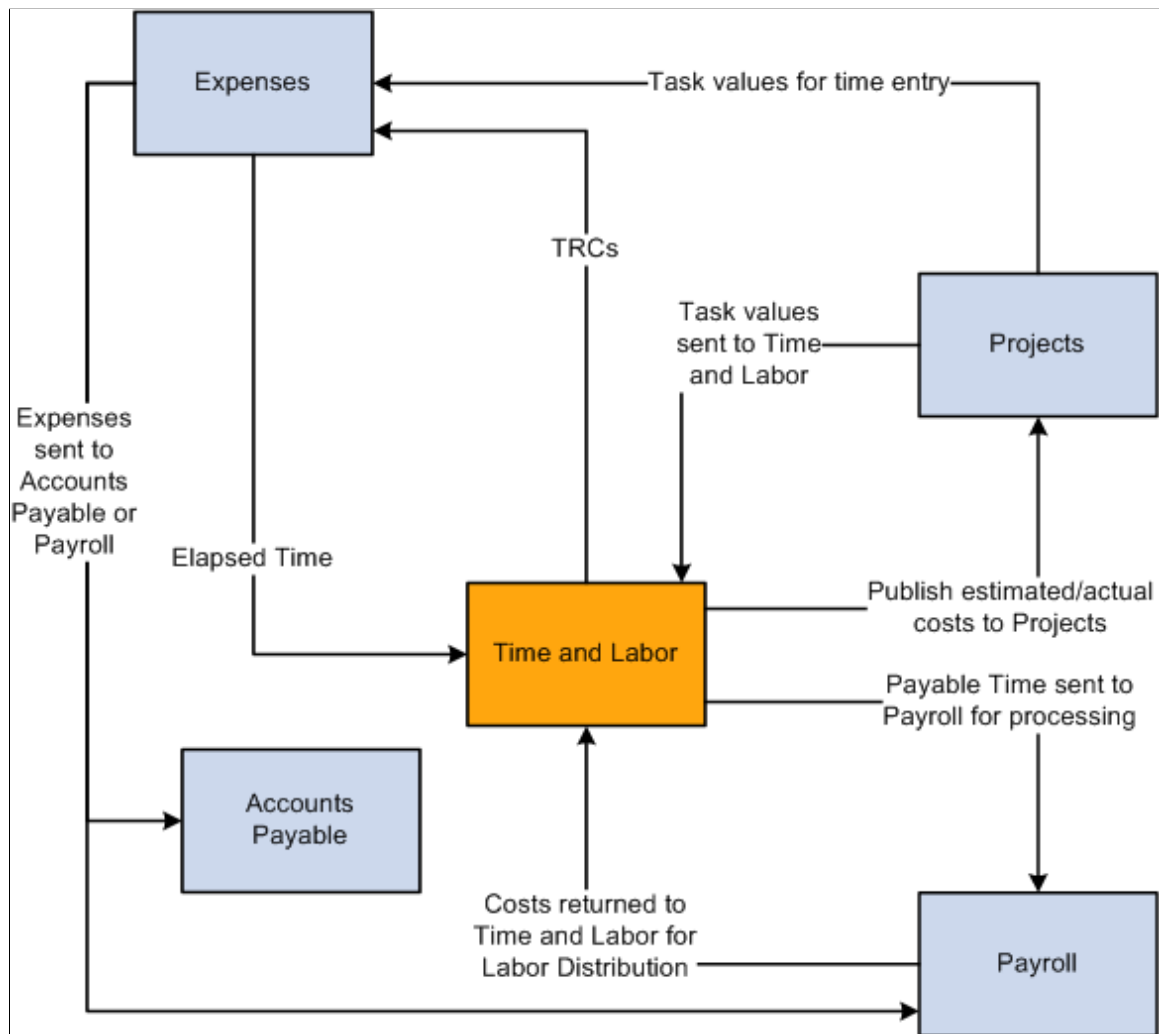 Expenses
Task values for time entry
TRCs
Task values
sent to Time
and Labor
Projects
Expenses
sent to
Accounts
Payable or
Payroll
Elapsed Time
Time and Labor
Publish estimated/actual
costs to Projects
Payable Time sent to
Payroll for processing
Accounts
Payable
Costs returned to
Time and Labor for
Labor Distribution
Payroll